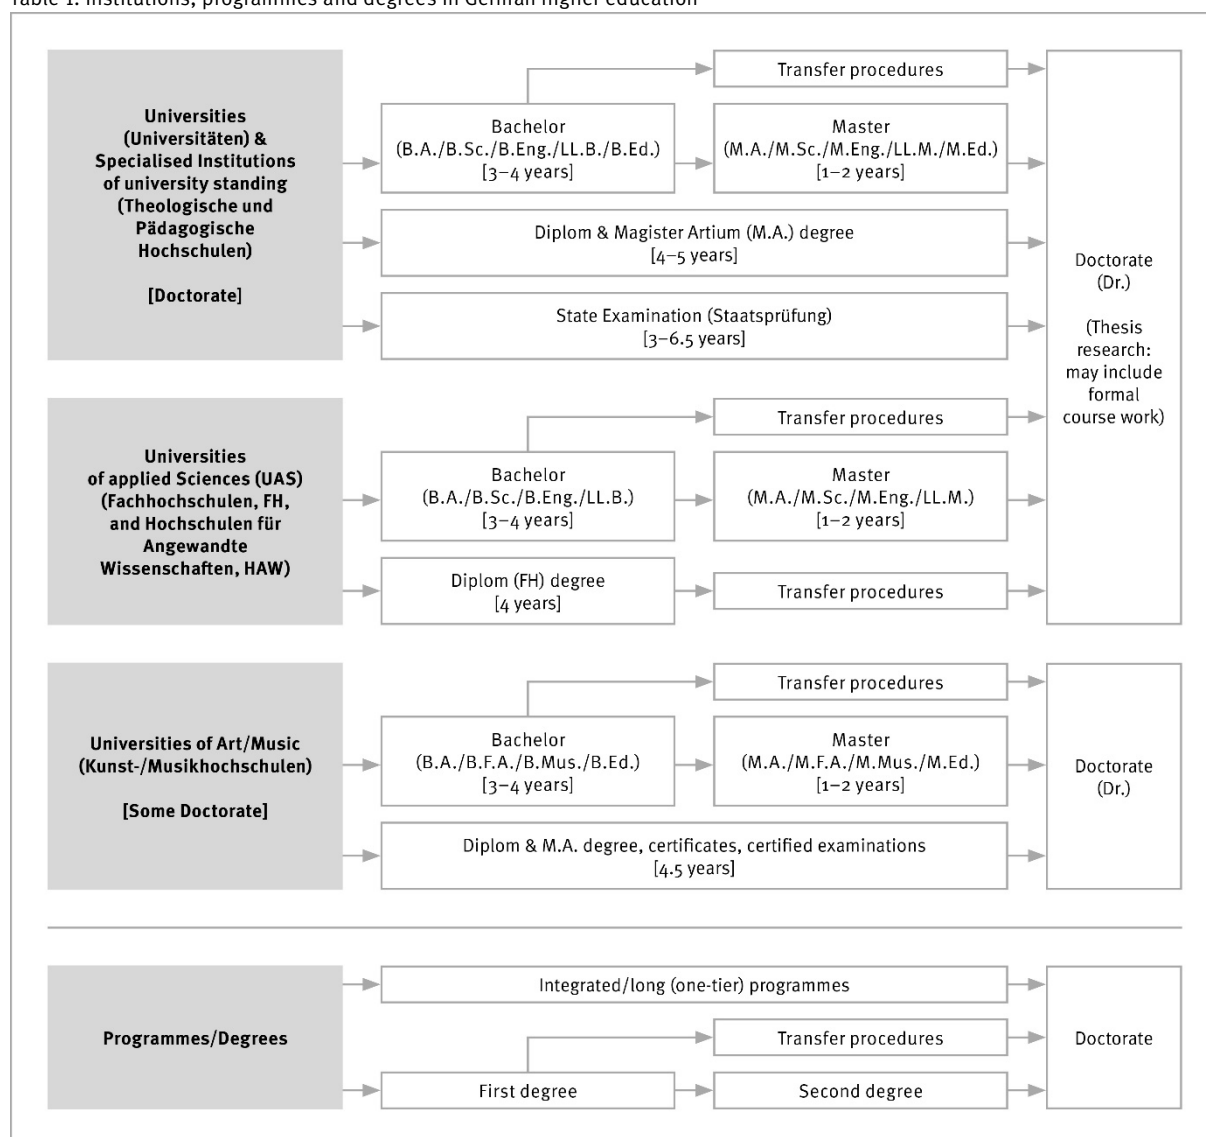 Table 1: Institutions, programmes and degrees in German higher education
Universities
(Universitäten) &
Specialised Institutions
of university standing
(Theologische und
Pädagogische
Hochschulen)
[Doctorate]
Transfer procedures
Bachelor
(B.A./B.Sc./B.Eng./LL.B./B.Ed.)
[3–4 years]
Master
(M.A./M.Sc./M.Eng./LL.M./M.Ed.)
[1–2 years]
Diplom & Magister Artium (M.A.) degree
[4–5 years]
State Examination (Staatsprüfung)
[3–6.5 years]
Doctorate
(Dr.)
(Thesis
research:
may include
formal
course work)
Universities
of applied Sciences (UAS)
(Fachhochschulen, FH,
and Hochschulen für
Angewandte
Wissenschaften, HAW)
Transfer procedures
Bachelor
(B.A./B.Sc./B.Eng./LL.B.)
[3–4 years]
Master
(M.A./M.Sc./M.Eng./LL.M.)
[1–2 years]
Diplom (FH) degree
[4 years]
Transfer procedures
Universities of Art/Music
(Kunst-/Musikhochschulen)
[Some Doctorate]
Transfer procedures
Bachelor
(B.A./B.F.A./B.Mus./B.Ed.)
[3–4 years]
Master
(M.A./M.F.A./M.Mus./M.Ed.)
[1–2 years]
Diplom & M.A. degree, certificates, certified examinations
[4.5 years]
Doctorate
(Dr.)
Programmes/Degrees
Integrated/long (one-tier) programmes
Transfer procedures
First degree
Second degree
Doctorate